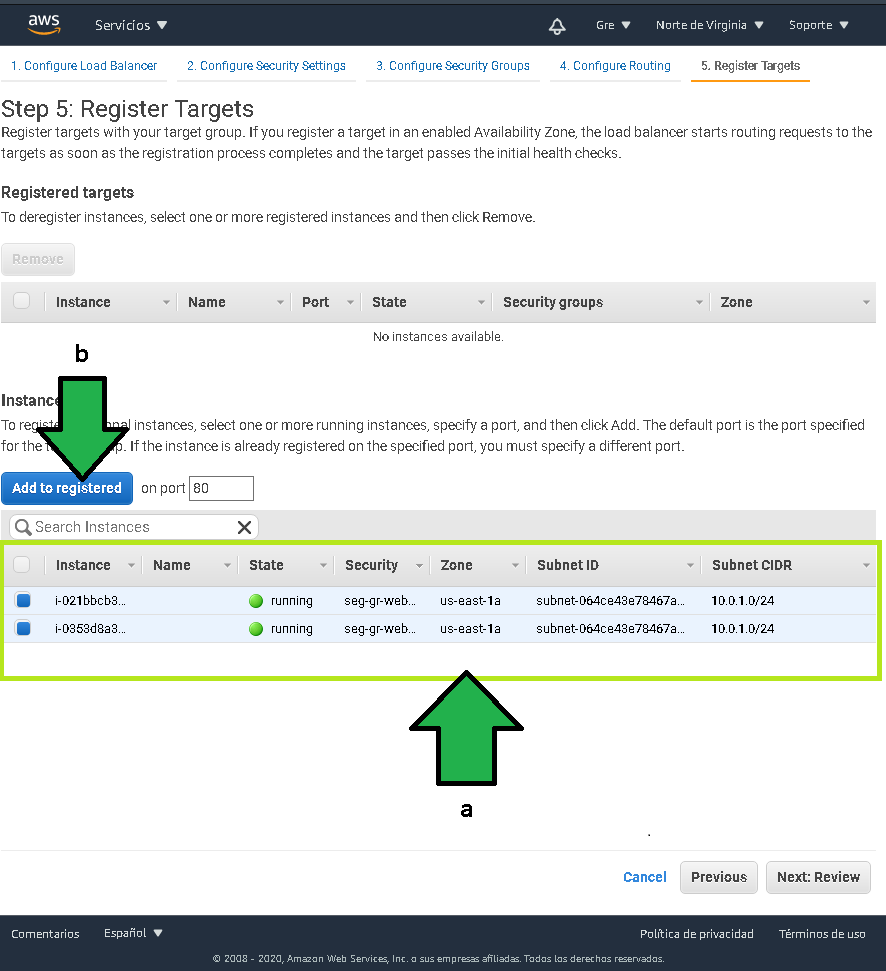 aws Servicios Gre Norte de Virginia Soporte
1. Configure Load Balancer 2. Configure Security Settings 3. Configure Security Groups 4. Configure Routing 5. Register Targets
Step 5: Register Targets
Register targets with your target group. If you register a target in an enabled Availability Zone, the load balancer starts routing requests to the
targets as soon as the registration process completes and the target passes the initial health checks.
Registered targets
To deregister instances, select one or more registered instances and then click Remove.
Remove
Instance Name Port State Security groups Zone
No instances available.
b
Instance
To reg instances, select one or more running instances, specify a port, and then click Add. The default port is the port specified
for the If the instance is already registered on the specified port, you must specify a different port.
Add to registered on port 80
Search Instances
Instance Name State Security Zone Subnet ID Subnet CIDR
i-021bbcb3... running seg-gr-web... us-east-1a subnet-064ce43e78467a... 10.0.1.0/24
i-0353d8a3... running seg-gr-web... us-east-1a subnet-064ce43e78467a... 10.0.1.0/24
a
Cancel Previous Next: Review
Comentarios Español Política de privacidad Términos de uso
© 2008 - 2020, Amazon Web Services, Inc. o sus empresas afiliadas. Todos los derechos reservados.